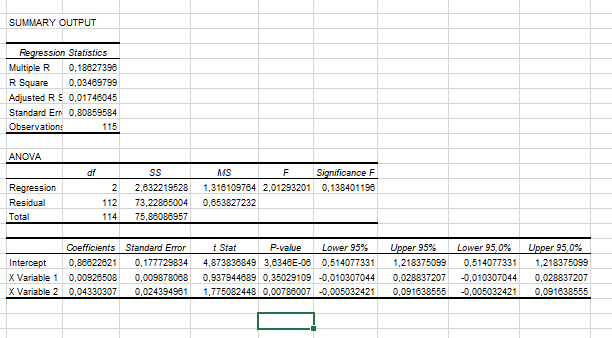 SUMMARY OUTPUT
Regression Statistics
Multiple R 0,18627396
R Square 0,03469799
Adjusted R S 0,01746045
Standard Err 0,80859584
Observations 115
ANOVA
df SS MS F Significance F
Regression 2 2,632219528 1,316109764 2,01293201 0,138401196
Residual 112 73,22865004 0,653827232
Total 114 75,86086957
Coefficients Standard Error t Stat P-value Lower 95% Upper 95% Lower 95,0% Upper 95,0%
Intercept 0,86622621 0,177729834 4,873836849 3,6346E-06 0,514077331 1,218375099 0,514077331 1,218375099
X Variable 1 0,00926508 0,009878068 0,937944689 0,35029109 -0,010307044 0,028837207 -0,010307044 0,028837207
X Variable 2 0,04330307 0,024394961 1,775082448 0,00786007 -0,005032421 0,091638555 -0,005032421 0,091638555